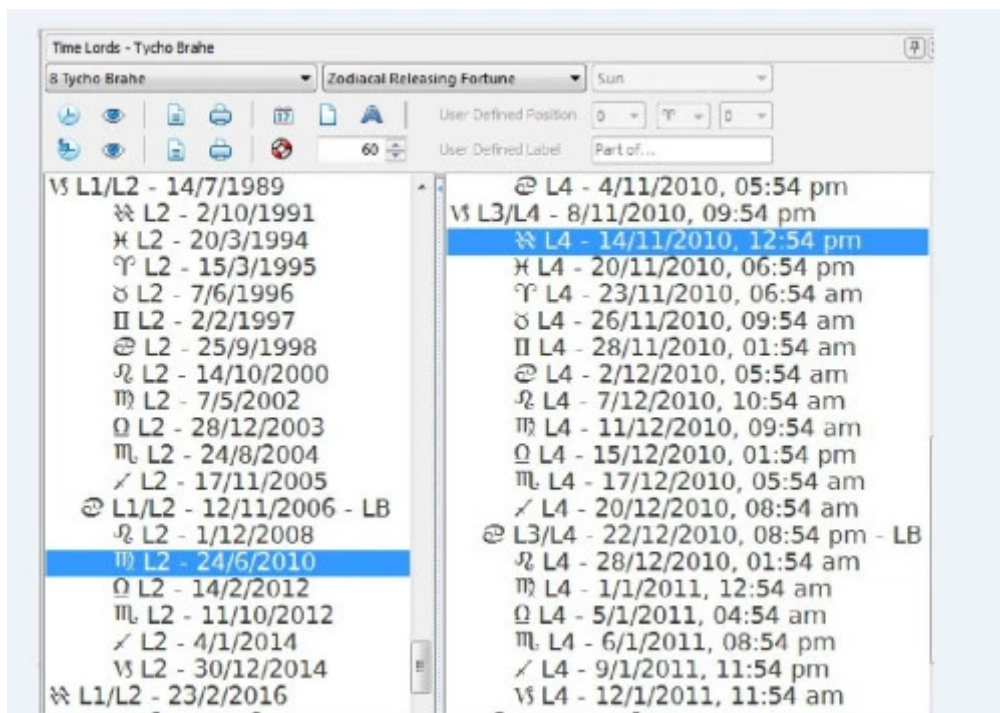 Time Lords - Tycho Brahe
8 Tycho Brahe
Zodiacal Releasing Fortune
Sun
User Defined Position
0
♈
0
60
User Defined Label
Part of...
♑ L1/L2 - 14/7/1989
♒ L2 - 2/10/1991
♓ L2 - 20/3/1994
♈ L2 - 15/3/1995
♉ L2 - 7/6/1996
♊ L2 - 2/2/1997
♋ L2 - 25/9/1998
♌ L2 - 14/10/2000
♍ L2 - 7/5/2002
♎ L2 - 28/12/2003
♏ L2 - 24/8/2004
♐ L2 - 17/11/2005
♋ L1/L2 - 12/11/2006 - LB
♌ L2 - 1/12/2008
♍ L2 - 24/6/2010
♎ L2 - 14/2/2012
♏ L2 - 11/10/2012
♐ L2 - 4/1/2014
♑ L2 - 30/12/2014
♒ L1/L2 - 23/2/2016
♋ L4 - 4/11/2010, 05:54 pm
♑ L3/L4 - 8/11/2010, 09:54 pm
♒ L4 - 14/11/2010, 12:54 pm
♓ L4 - 20/11/2010, 06:54 pm
♈ L4 - 23/11/2010, 06:54 am
♉ L4 - 26/11/2010, 09:54 am
♊ L4 - 28/11/2010, 01:54 am
♋ L4 - 2/12/2010, 05:54 am
♌ L4 - 7/12/2010, 10:54 am
♍ L4 - 11/12/2010, 09:54 am
♎ L4 - 15/12/2010, 01:54 pm
♏ L4 - 17/12/2010, 05:54 am
♐ L4 - 20/12/2010, 08:54 am
♋ L3/L4 - 22/12/2010, 08:54 pm - LB
♌ L4 - 28/12/2010, 01:54 am
♍ L4 - 1/1/2011, 12:54 am
♎ L4 - 5/1/2011, 04:54 am
♏ L4 - 6/1/2011, 08:54 pm
♐ L4 - 9/1/2011, 11:54 pm
♑ L4 - 12/1/2011, 11:54 am